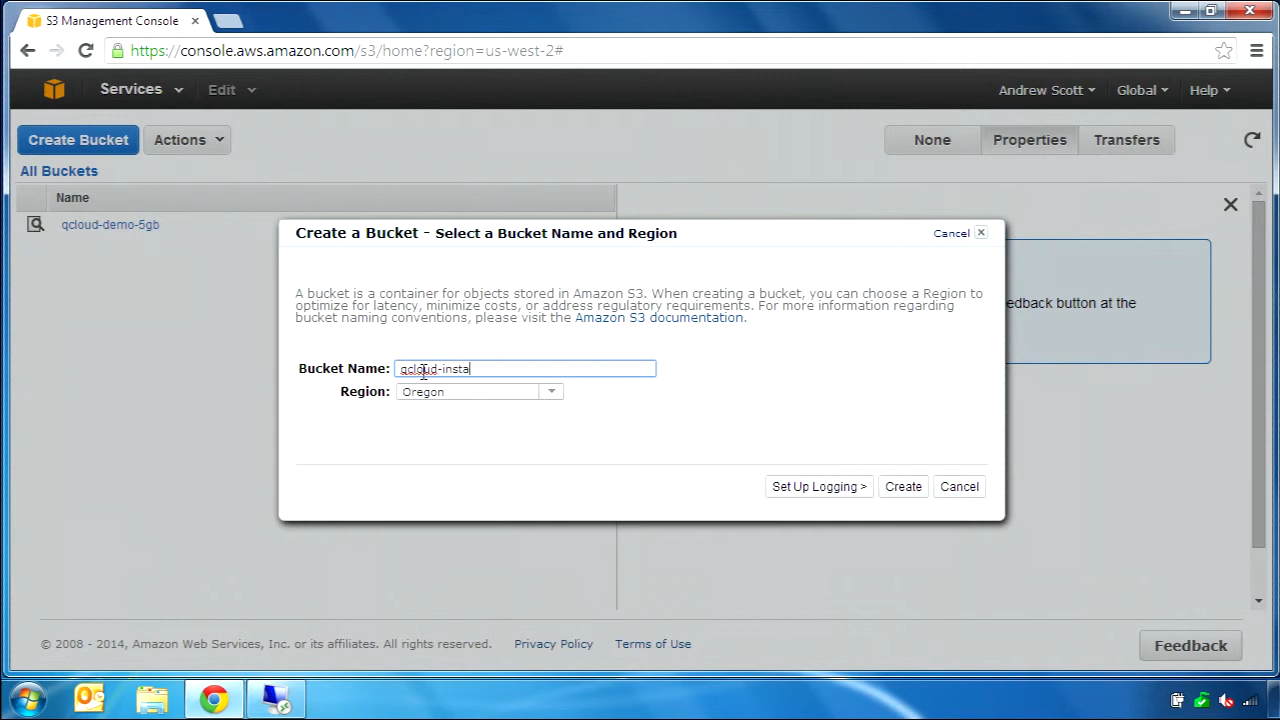 S3 Management Console
https://console.aws.amazon.com/s3/home?region=us-west-2#
Services Edit Andrew Scott Global Help
Create Bucket Actions None Properties Transfers
All Buckets
Name
qcloud-demo-5gb
Create a Bucket - Select a Bucket Name and Region Cancel
A bucket is a container for objects stored in Amazon S3. When creating a bucket, you can choose a Region to
optimize for latency, minimize costs, or address regulatory requirements. For more information regarding
bucket naming conventions, please visit the Amazon S3 documentation.
edback button at the
Bucket Name: qcloud-insta
Region: Oregon
Set Up Logging > Create Cancel
© 2008 - 2014, Amazon Web Services, Inc. or its affiliates. All rights reserved. Privacy Policy Terms of Use Feedback